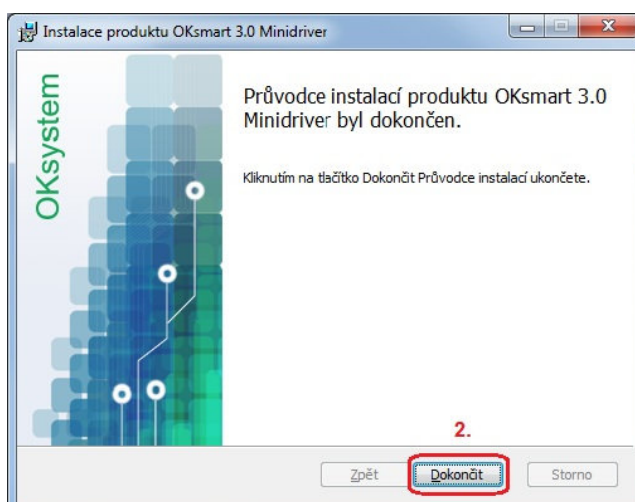 Instalace produktu OKsmart 3.0 Minidriver
OKsystem
Průvodce instalací produktu OKsmart 3.0
Minidriver byl dokončen.
Kliknutím na tlačítko Dokončit Průvodce instalací ukončete.
2.
Zpět
Dokončit
Storno